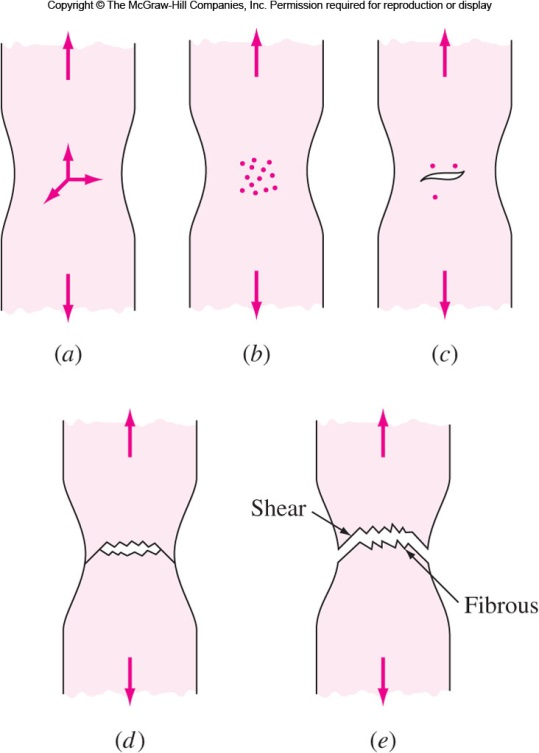 Copyright © The McGraw-Hill Companies, Inc. Permission required for reproduction or display
(a)
(b)
(c)
Shear
Fibrous
(d)
(e)